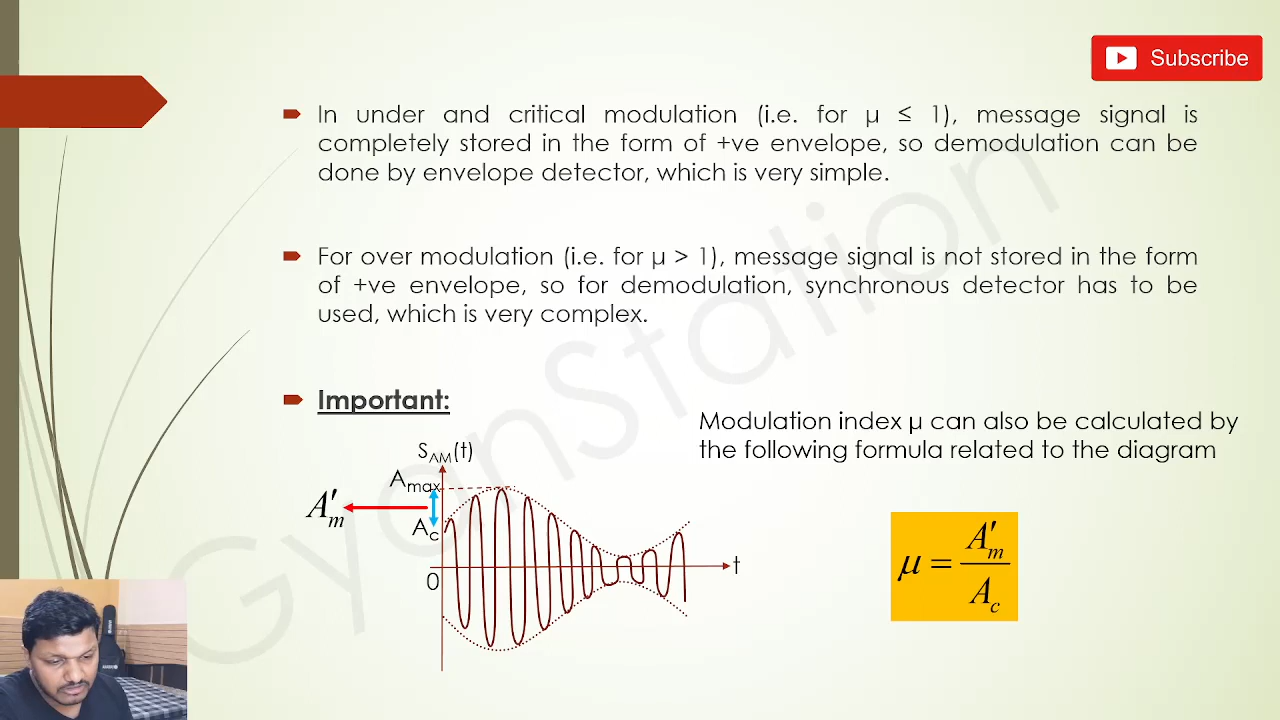 Subscribe
In under and critical modulation (i.e. for μ ≤ 1), message signal is
completely stored in the form of +ve envelope, so demodulation can be
done by envelope detector, which is very simple.
For over modulation (i.e. for μ > 1), message signal is not stored in the form
of +ve envelope, so for demodulation, synchronous detector has to be
used, which is very complex.
Important:
Modulation index μ can also be calculated by
the following formula related to the diagram
S_AM(t)
A_max
A′_m
A_c
0
t
μ = A′_m / A_c
GyanStation